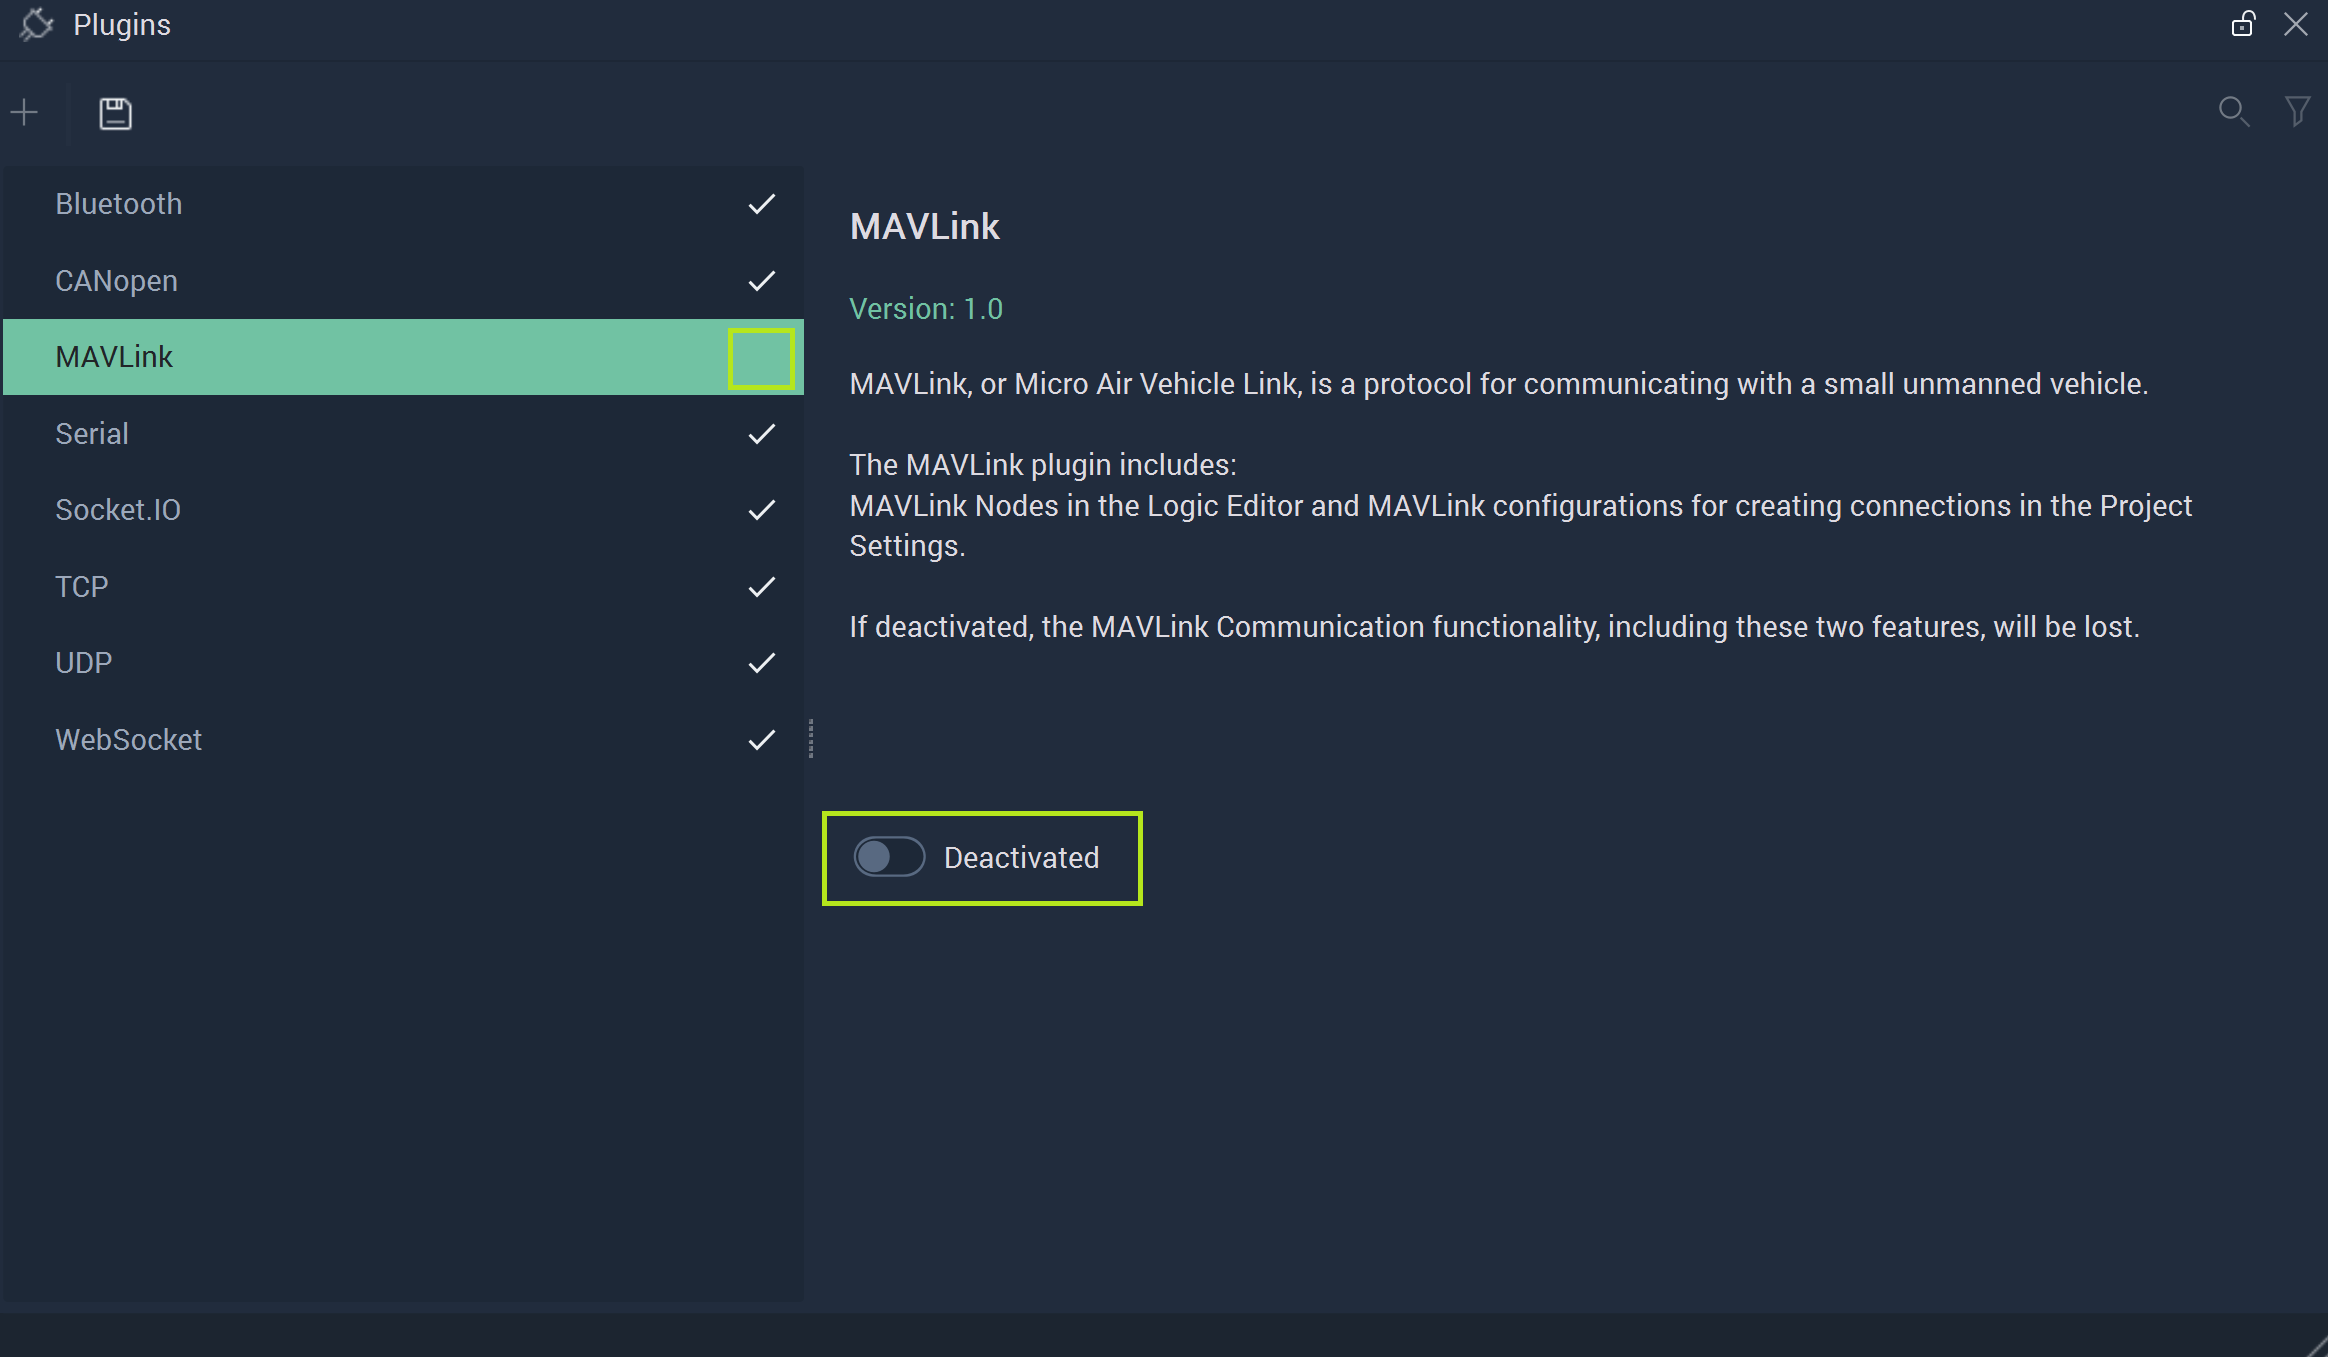 Plugins
Bluetooth
CANopen
MAVLink
Serial
Socket.IO
TCP
UDP
WebSocket
MAVLink
Version: 1.0
MAVLink, or Micro Air Vehicle Link, is a protocol for communicating with a small unmanned vehicle.
The MAVLink plugin includes:
MAVLink Nodes in the Logic Editor and MAVLink configurations for creating connections in the Project
Settings.
If deactivated, the MAVLink Communication functionality, including these two features, will be lost.
Deactivated